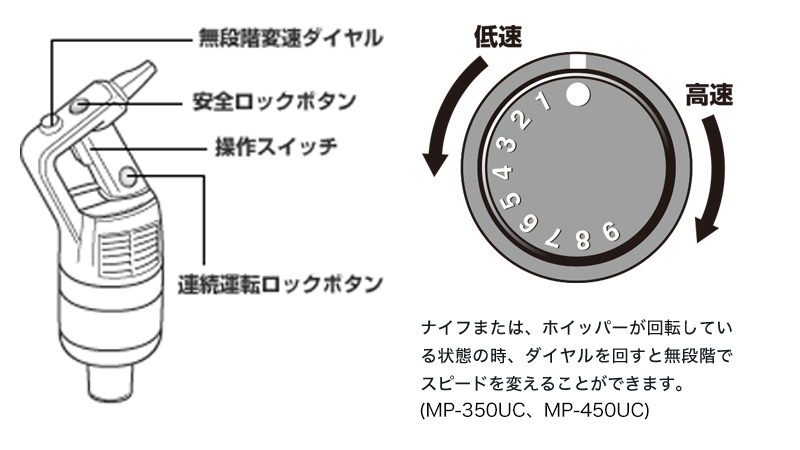 無段階変速ダイヤル
安全ロックボタン
操作スイッチ
連続運転ロックボタン
低速
高速
1
2
3
4
5
6
7
8
9
ナイフまたは、ホイッパーが回転してい
る状態の時、ダイヤルを回すと無段階で
スピードを変えることができます。
(MP-350UC、MP-450UC)